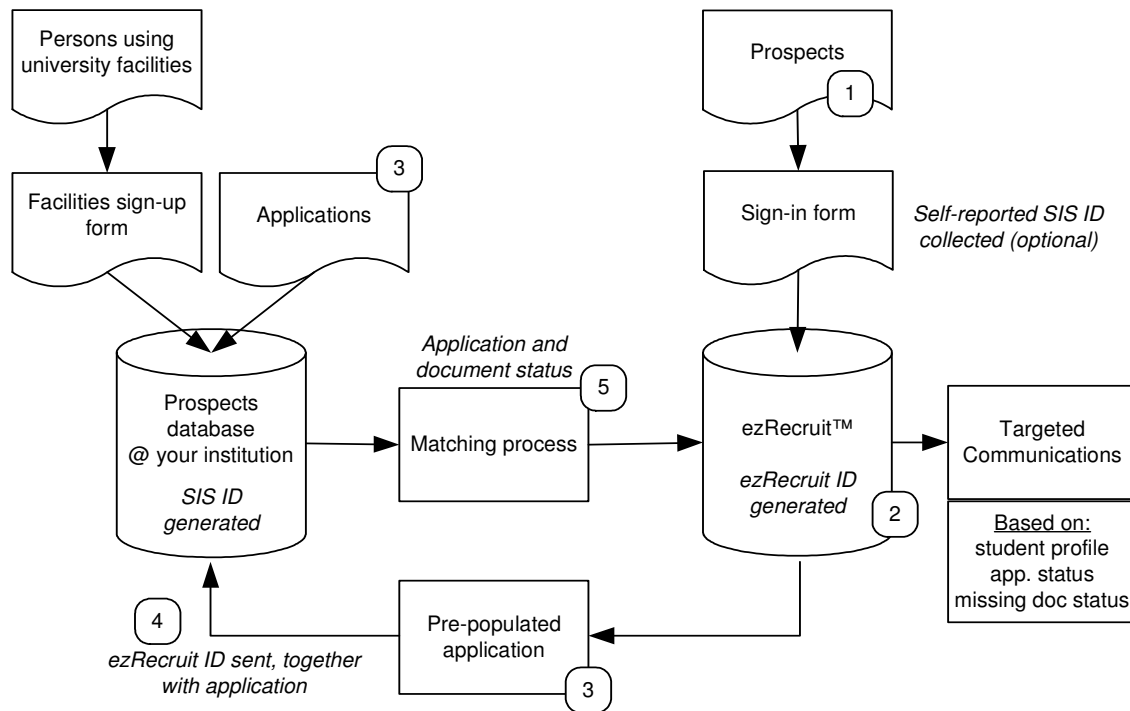 Persons using
university facilities
Prospects
1
Facilities sign-up
form
3
Applications
Sign-in form
Self-reported SIS ID
collected (optional)
Prospects
database
@ your institution
SIS ID
generated
Application and
document status
5
Matching process
ezRecruit™
ezRecruit ID
generated
2
Targeted
Communications
Based on:
student profile
app. status
missing doc status
4
ezRecruit ID sent, together
with application
Pre-populated
application
3